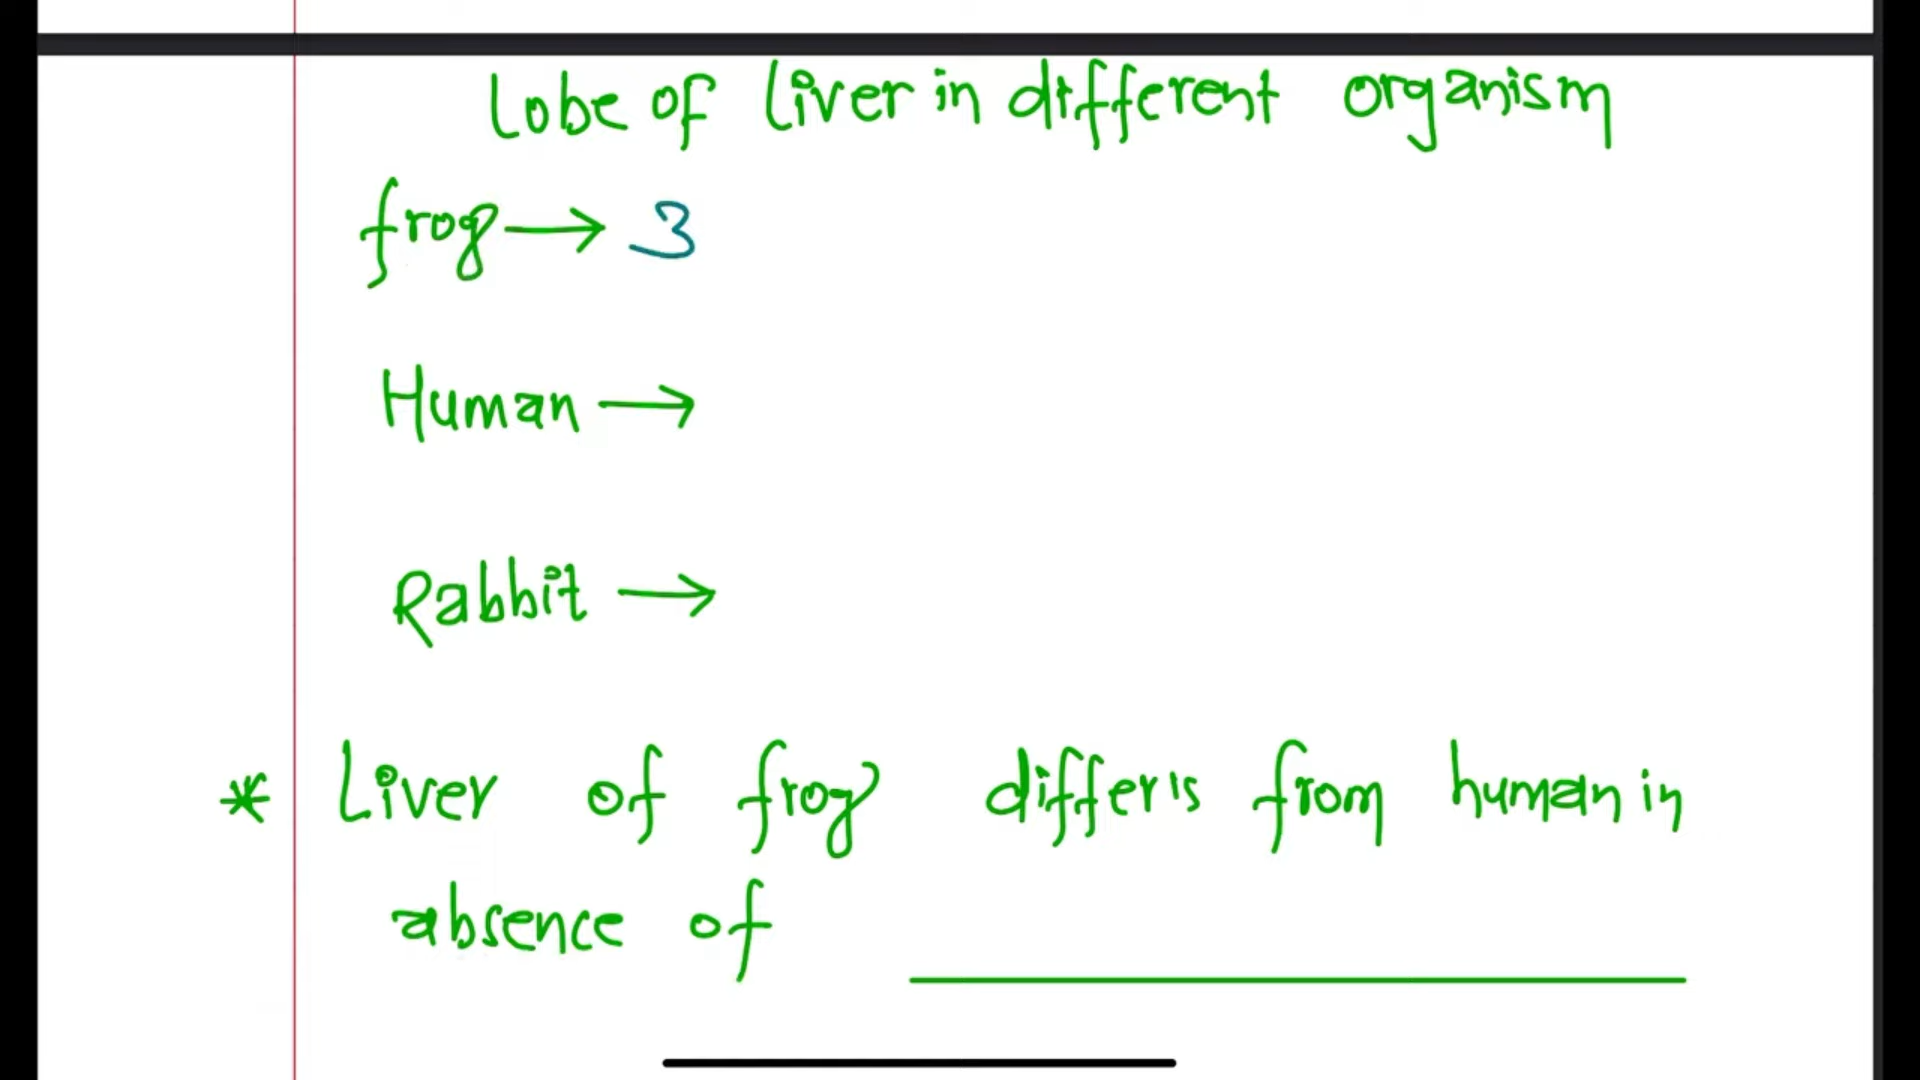 Lobe of Liver in different organism
frog → 3
Human →
Rabbit →
* Liver of frog differs from human in
absence of ________